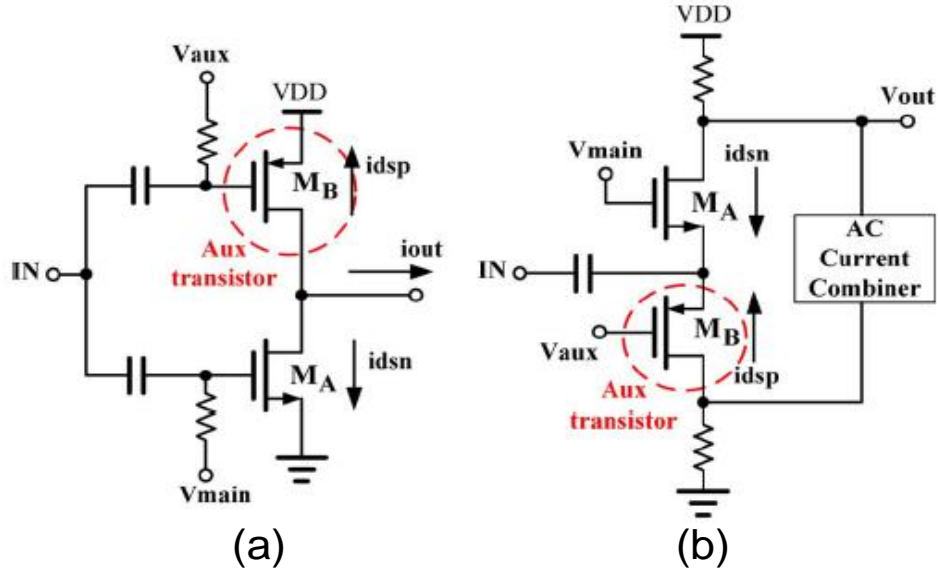 Vaux
VDD
idsp
MB
Aux
transistor
iout
IN
idsn
MA
Vmain
(a)
VDD
Vout
Vmain
idsn
MA
AC
Current
Combiner
IN
MB
Vaux
idsp
Aux
transistor
(b)